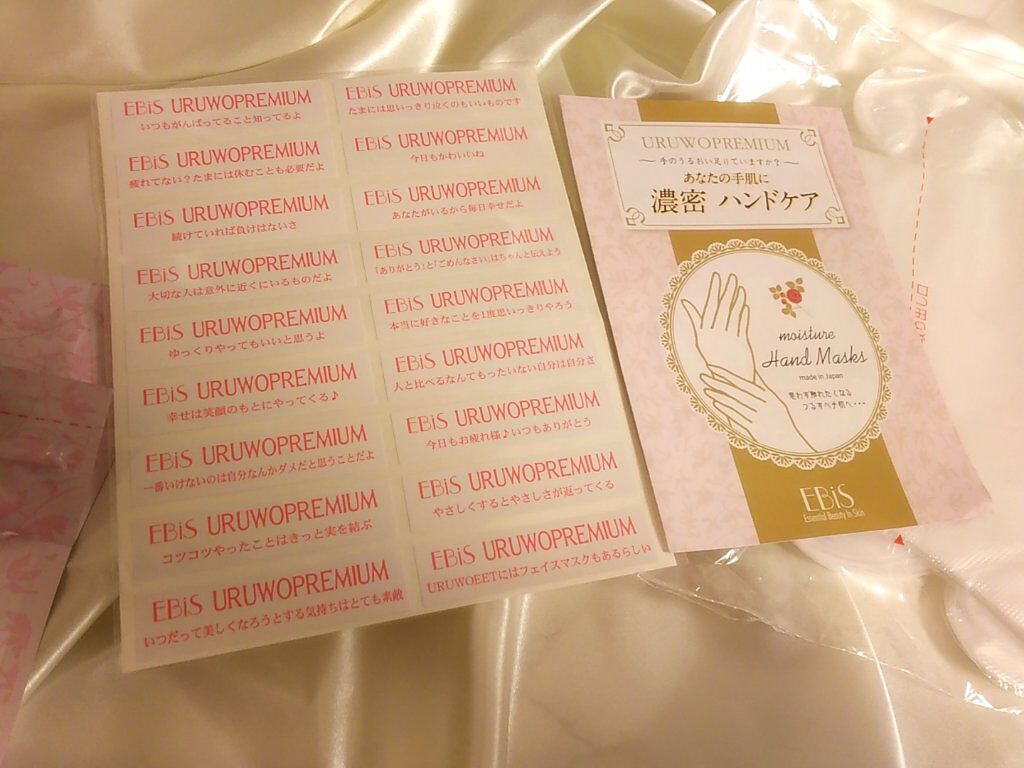 EBiS URUWOPREMIUM
いつもがんばってること知ってるよ
EBiS URUWOPREMIUM
疲れてない?たまには休むことも必要だよ
EBiS URUWOPREMIUM
続けていれば負けはないさ
EBiS URUWOPREMIUM
大切な人は意外に近くにいるものだよ
EBiS URUWOPREMIUM
ゆっくりやってもいいと思うよ
EBiS URUWOPREMIUM
幸せは笑顔のもとにやってくる♪
EBiS URUWOPREMIUM
一番いけないのは自分なんかダメだと思うことだよ
EBiS URUWOPREMIUM
コツコツやったことはきっと実を結ぶ
EBiS URUWOPREMIUM
いつだって美しくなろうとする気持ちはとても素敵
EBiS URUWOPREMIUM
たまには思いっきり泣くのもいいものです
EBiS URUWOPREMIUM
今日もかわいいね
EBiS URUWOPREMIUM
あなたがいるから毎日幸せだよ
EBiS URUWOPREMIUM
「ありがとう」と「ごめんなさい」はちゃんと伝えよう
EBiS URUWOPREMIUM
本当に好きなことを1度思いっきりやろう
EBiS URUWOPREMIUM
人と比べるなんてもったいない自分は自分さ
EBiS URUWOPREMIUM
今日もお疲れ様♪いつもありがとう
EBiS URUWOPREMIUM
やさしくするとやさしさが返ってくる
EBiS URUWOPREMIUM
URUWOEETにはフェイスマスクもあるらしい
URUWOPREMIUM
手のうるおい足りていますか?
あなたの手肌に
濃密 ハンドケア
moisture
Hand Masks
made in Japan
思わず触れたくなる
つるすべ手肌へ・・・
EBiS
Essential Beauty is Skin